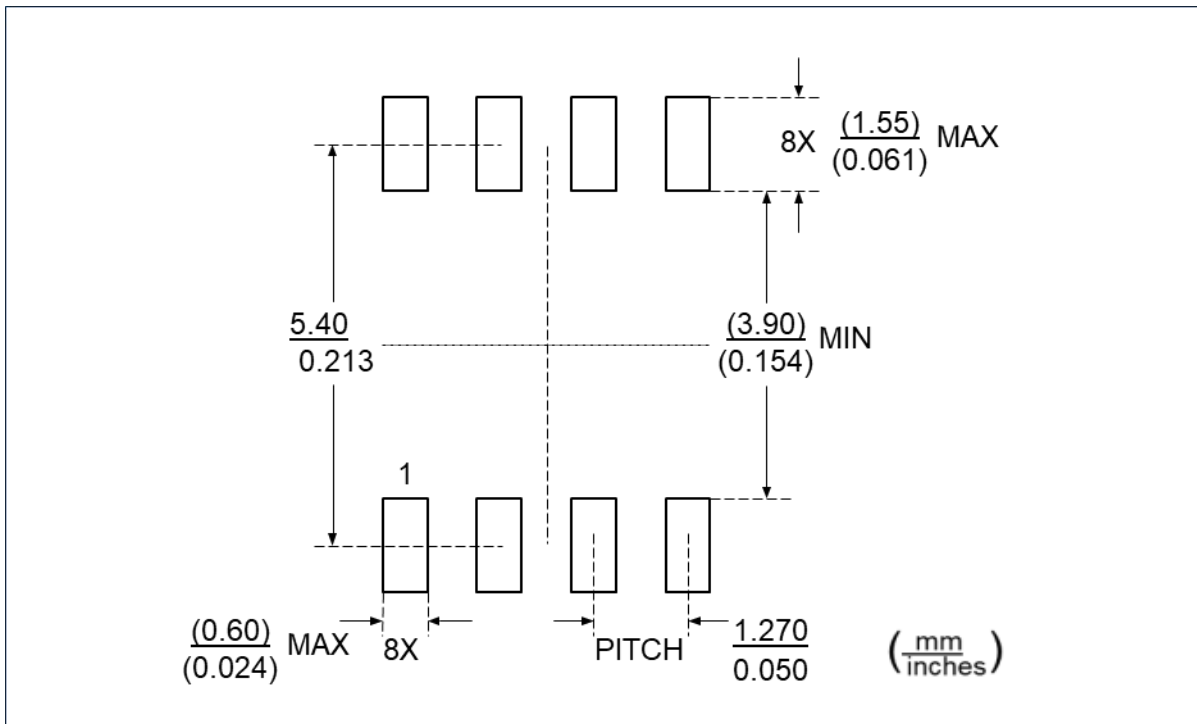 (1.55)
8X MAX
(0.061)
5.40
0.213
(3.90)
MIN
(0.154)
1
(0.60)
MAX 8X
(0.024)
PITCH
1.270
0.050
(mm
inches)